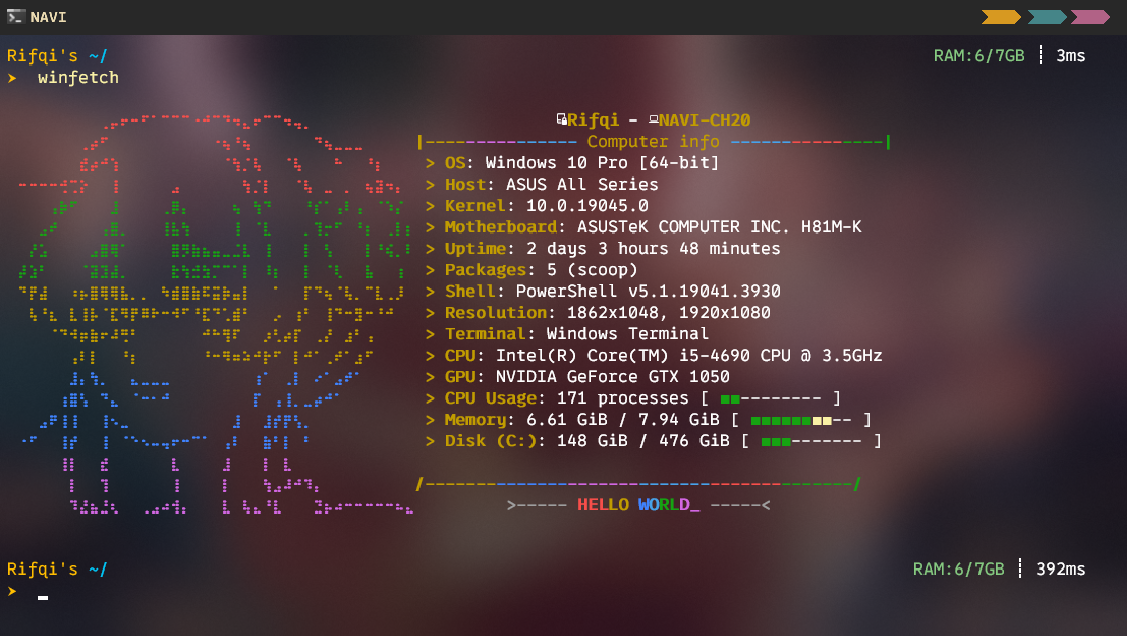 NAVI
Rifqi's ~/ RAM:6/7GB ┊ 3ms
➤ winfetch
Rifqi - NAVI-CH20
|--------------- Computer info ---------------|
> OS: Windows 10 Pro [64-bit]
> Host: ASUS All Series
> Kernel: 10.0.19045.0
> Motherboard: ASUSTeK COMPUTER INC. H81M-K
> Uptime: 2 days 3 hours 48 minutes
> Packages: 5 (scoop)
> Shell: PowerShell v5.1.19041.3930
> Resolution: 1862x1048, 1920x1080
> Terminal: Windows Terminal
> CPU: Intel(R) Core(TM) i5-4690 CPU @ 3.5GHz
> GPU: NVIDIA GeForce GTX 1050
> CPU Usage: 171 processes [ ■■-------- ]
> Memory: 6.61 GiB / 7.94 GiB [ ■■■■■■■■-- ]
> Disk (C:): 148 GiB / 476 GiB [ ■■■------- ]
/------------------------------------------/
>----- HELLO WORLD_ -----<
Rifqi's ~/ RAM:6/7GB ┊ 392ms
➤ _